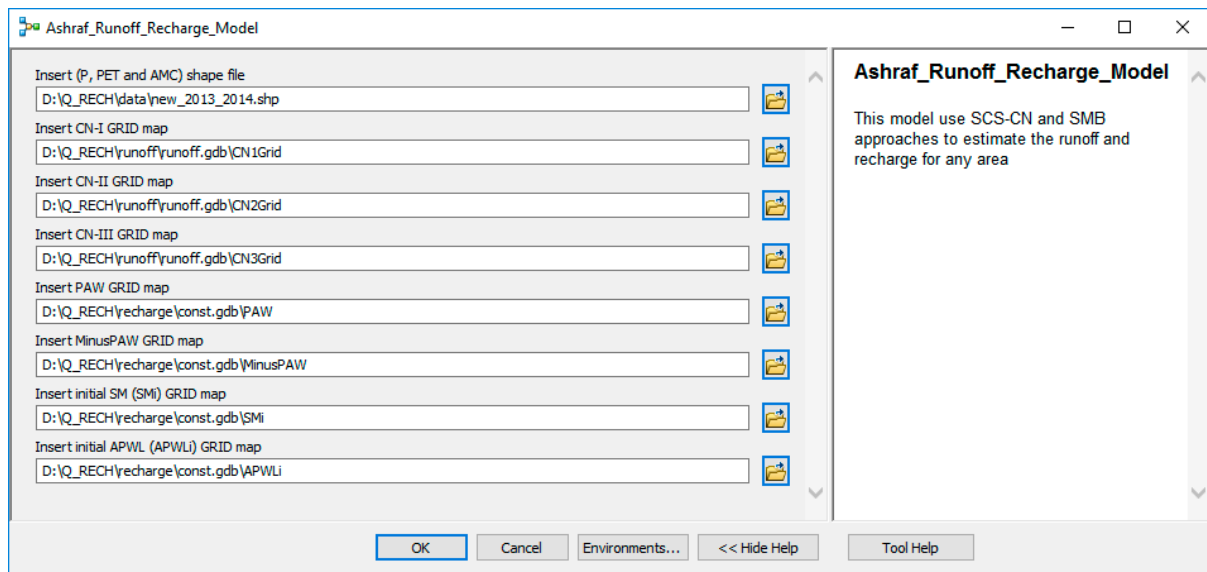 Ashraf_Runoff_Recharge_Model
Insert (P, PET and AMC) shape file
D:\Q_RECH\data\new_2013_2014.shp
Insert CN-I GRID map
D:\Q_RECH\runoff\runoff.gdb\CN1Grid
Insert CN-II GRID map
D:\Q_RECH\runoff\runoff.gdb\CN2Grid
Insert CN-III GRID map
D:\Q_RECH\runoff\runoff.gdb\CN3Grid
Insert PAW GRID map
D:\Q_RECH\recharge\const.gdb\PAW
Insert MinusPAW GRID map
D:\Q_RECH\recharge\const.gdb\MinusPAW
Insert initial SM (SMi) GRID map
D:\Q_RECH\recharge\const.gdb\SMi
Insert initial APWL (APWLi) GRID map
D:\Q_RECH\recharge\const.gdb\APWLi
Ashraf_Runoff_Recharge_Model
This model use SCS-CN and SMB
approaches to estimate the runoff and
recharge for any area
OK Cancel Environments... << Hide Help Tool Help